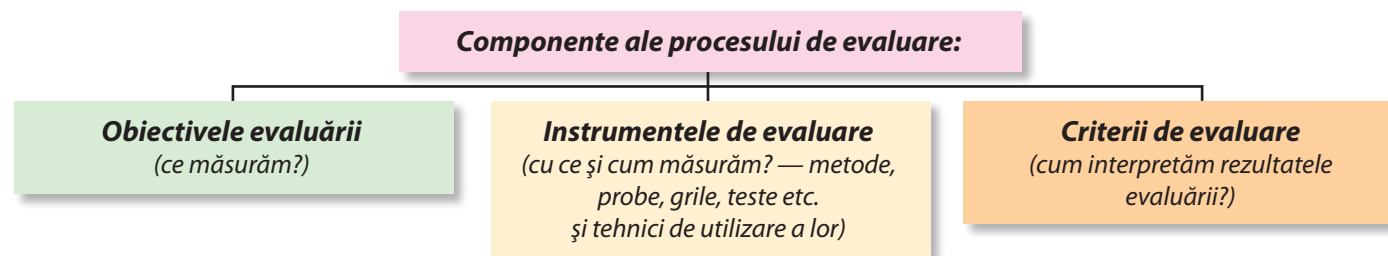 Componente ale procesului de evaluare:
Obiectivele evaluării
(ce măsurăm?)
Instrumentele de evaluare
(cu ce şi cum măsurăm? — metode,
probe, grile, teste etc.
şi tehnici de utilizare a lor)
Criterii de evaluare
(cum interpretăm rezultatele
evaluării?)